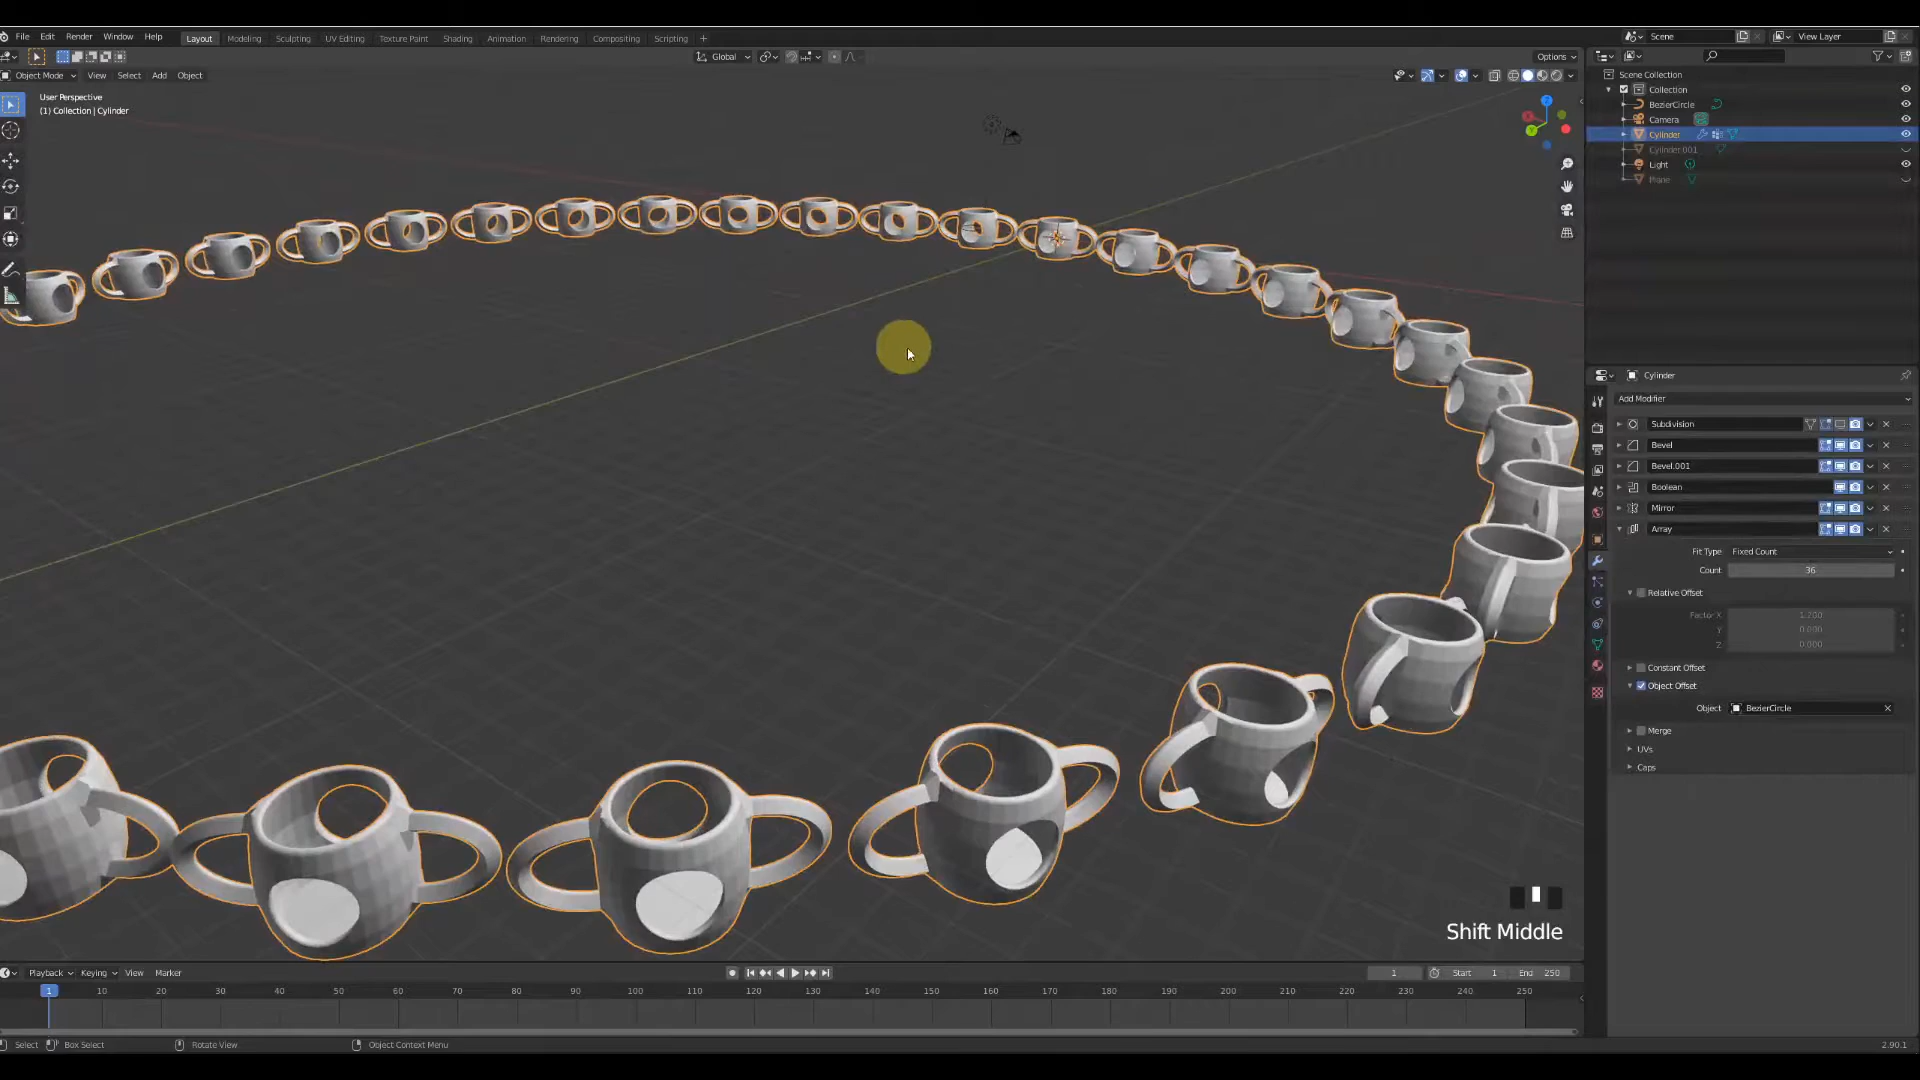 File Edit Render Window Help Layout Modeling Sculpting UV Editing Texture Paint Shading Animation Rendering Compositing Scripting + Scene View Layer
Global Options
Object Mode View Select Add Object
User Perspective
(1) Collection | Cylinder
Scene Collection
Collection
BezierCircle
Camera
Cylinder
Cylinder.001
Light
Plane
Cylinder
Add Modifier
Subdivision
Bevel
Bevel.001
Boolean
Mirror
Array
Fit Type Fixed Count
Count 36
Relative Offset
Factor X 1.200
Y 0.000
Z 0.000
Constant Offset
Object Offset
Object BezierCircle
Merge
UVs
Caps
Shift Middle
Playback Keying View Marker 1 Start 1 End 250
1 10 20 30 40 50 60 70 80 90 100 110 120 130 140 150 160 170 180 190 200 210 220 230 240 250
Select Box Select Rotate View Object Context Menu 2.90.1